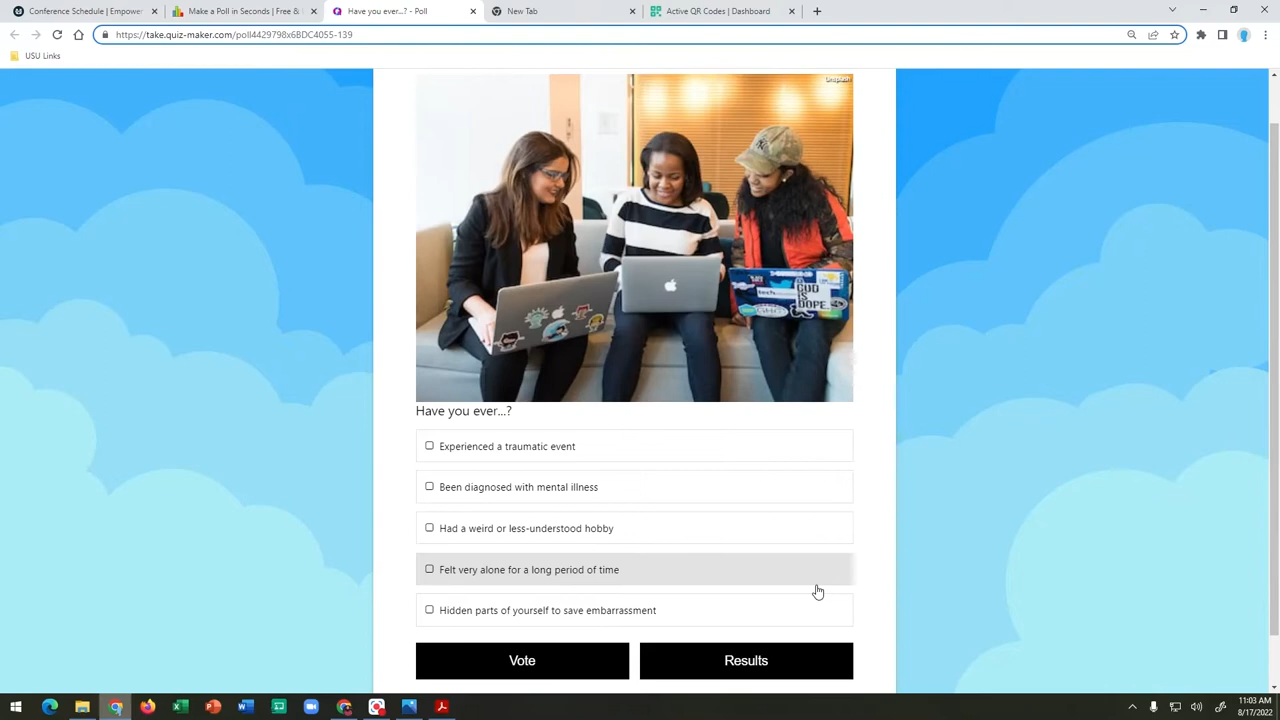 Conference Schedule | Empower
Make a Poll in Seconds | Free &
Have you ever...? - Poll
New Tab
Active QR Codes | Dashboard
https://take.quiz-maker.com/poll4429798x6BDC4055-139
USU Links
Unsplash
GOD
IS
DOPE
Have you ever...?
Experienced a traumatic event
Been diagnosed with mental illness
Had a weird or less-understood hobby
Felt very alone for a long period of time
Hidden parts of yourself to save embarrassment
Vote
Results
11:03 AM
8/17/2022